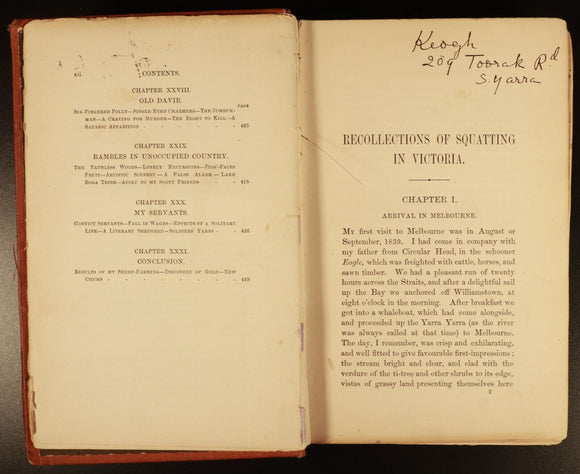 xii CONTENTS.
CHAPTER XXVIII.
OLD DAVIE.
PAGE
SIX-FINGERED POLLY—SINGLE-EYED CHAMBERS—THE JUMBUK-
MAN—A CRAVING FOR MURDER—THE RIGHT TO KILL—A
SATANIC APPARITION - - - - - - 405
CHAPTER XXIX.
RAMBLES IN UNOCCUPIED COUNTRY.
THE PATHLESS WOODS—LONELY EXCURSIONS—PIGS'-FACES
FRUIT—ARTISTIC SCENERY—A FALSE ALARM—LAKE
BOGA TRIBE—ADIEU TO MY SOOTY FRIENDS - - - 418
CHAPTER XXX.
MY SERVANTS.
CONVICT SERVANTS—FALL IN WAGES—EFFECTS OF A SOLITARY
LIFE—A LITERARY SHEPHERD—SOLDIERS' YARNS - - 436
CHAPTER XXXI.
CONCLUSION.
RESULTS OF MY SHEEP-FARMING—DISCOVERY OF GOLD—NEW
CHUMS - - - - - - - - 449
Keogh
209 Toorak Rd
S. Yarra
RECOLLECTIONS OF SQUATTING
IN VICTORIA.
CHAPTER I.
ARRIVAL IN MELBOURNE.
My first visit to Melbourne was in August or
September, 1839. I had come in company with
my father from Circular Head, in the schooner
Eagle, which was freighted with cattle, horses, and
sawn timber. We had a pleasant run of twenty
hours across the Straits, and after a delightful sail
up the Bay we anchored off Williamstown, at
eight o'clock in the morning. After breakfast we
got into a whaleboat, which had come alongside,
and proceeded up the Yarra Yarra (as the river
was always called at that time) to Melbourne.
The day, I remember, was crisp and exhilarating,
and well fitted to give favourable first-impressions;
the stream bright and clear, and clad with the
verdure of the ti-tree and other shrubs to its edge,
vistas of grassy land presenting themselves here
2